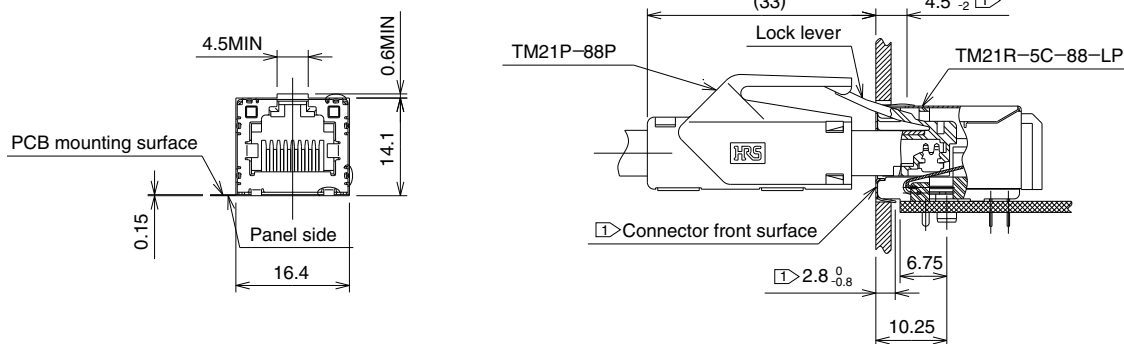 4.5MIN
0.6MIN
14.1
PCB mounting surface
0.15
Panel side
16.4
(33)
4.5 -2 1
Lock lever
TM21P-88P
TM21R-5C-88-LP
HRS
1 Connector front surface
6.75
1 2.8 0 -0.8
10.25